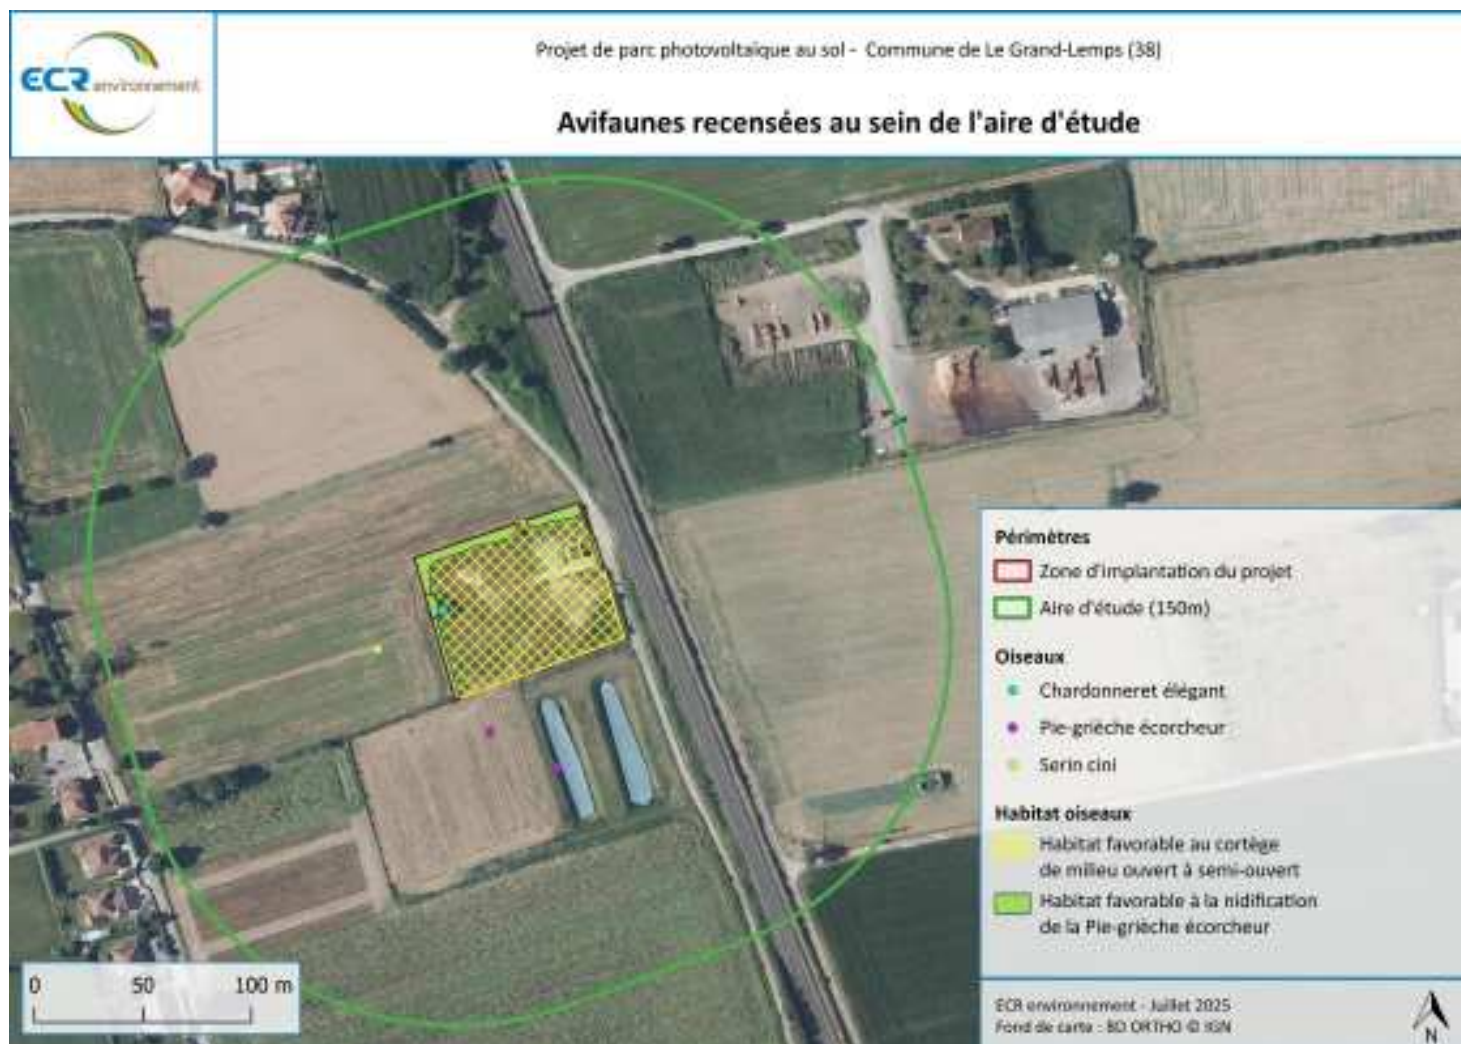 ECR environnement
Projet de parc photovoltaïque au sol - Commune de Le Grand-Lemps (38)
Avifaunes recensées au sein de l'aire d'étude
Périmètres
Zone d'implantation du projet
Aire d'étude (150m)
Oiseaux
Chardonneret élégant
Pie-grièche écorcheur
Serin cini
Habitat oiseaux
Habitat favorable au cortège
de milieu ouvert à semi-ouvert
Habitat favorable à la nidification
de la Pie-grièche écorcheur
0 50 100 m
ECR environnement - Juillet 2025
Fond de carte : BD ORTHO © IGN
N